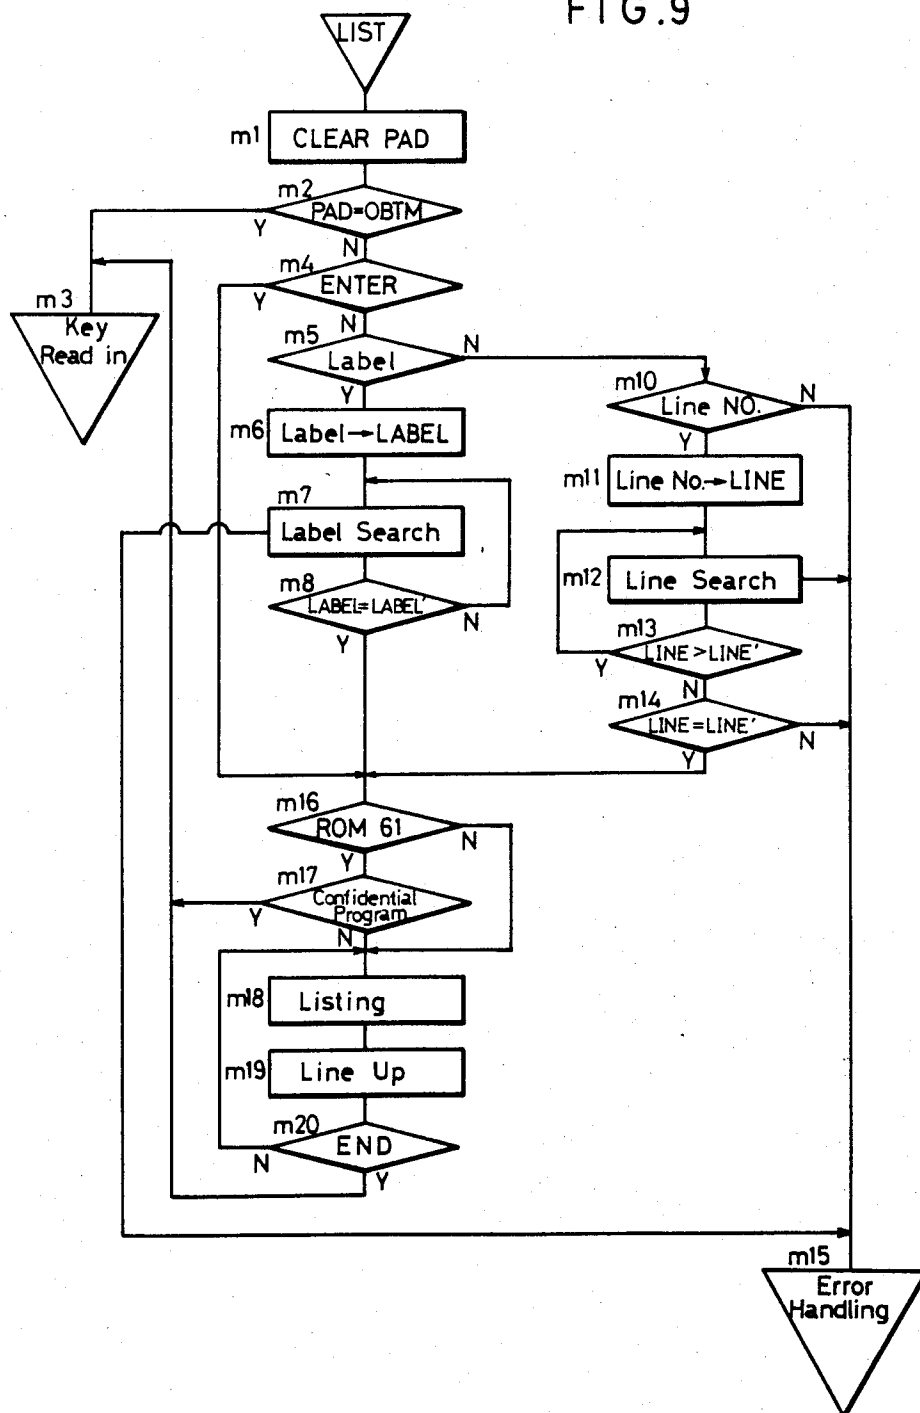 FIG.9
LIST
m1
CLEAR PAD
m2
PAD=OBTM
Y
N
m4
ENTER
Y
N
m3
Key
Read in
m5
Label
N
Y
m10
Line NO.
N
Y
m6
Label→LABEL
m11
Line No.→LINE
m7
Label Search
m12
Line Search
m8
LABEL=LABEL'
N
Y
m13
LINE>LINE'
Y
N
m14
LINE=LINE'
N
Y
m16
ROM 61
N
Y
m17
Confidential
Program
Y
N
m18
Listing
m19
Line Up
m20
END
N
Y
m15
Error
Handling